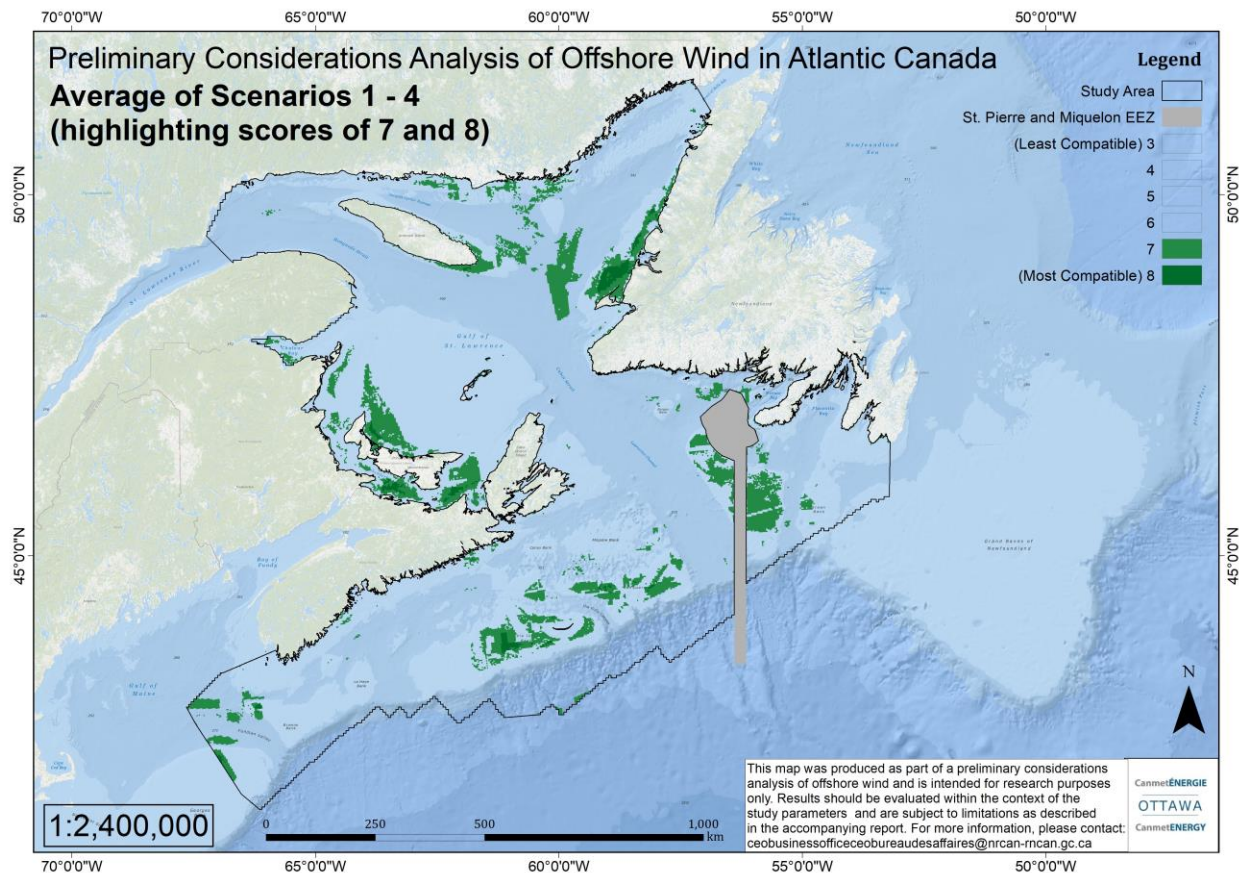 70°0'0"W 65°0'0"W 60°0'0"W 55°0'0"W 50°0'0"W
Preliminary Considerations Analysis of Offshore Wind in Atlantic Canada
Average of Scenarios 1 - 4
(highlighting scores of 7 and 8)
Legend
Study Area
St. Pierre and Miquelon EEZ
(Least Compatible) 3
4
5
6
7
(Most Compatible) 8
50°0'0"N 50°0'0"N
St. Lawrence River
Newfoundland
Gulf of
St. Lawrence
45°0'0"N 45°0'0"N
Bay of
Fundy
Grand Banks of
Newfoundland
Gulf of
Maine
N
1:2,400,000
0 250 500 1,000
km
This map was produced as part of a preliminary considerations
analysis of offshore wind and is intended for research purposes
only. Results should be evaluated within the context of the
study parameters and are subject to limitations as described
in the accompanying report. For more information, please contact:
ceobusinessofficeceobureaudesaffaires@nrcan-rncan.gc.ca
CanmetÉNERGIE
OTTAWA
CanmetENERGY
70°0'0"W 65°0'0"W 60°0'0"W 55°0'0"W 50°0'0"W